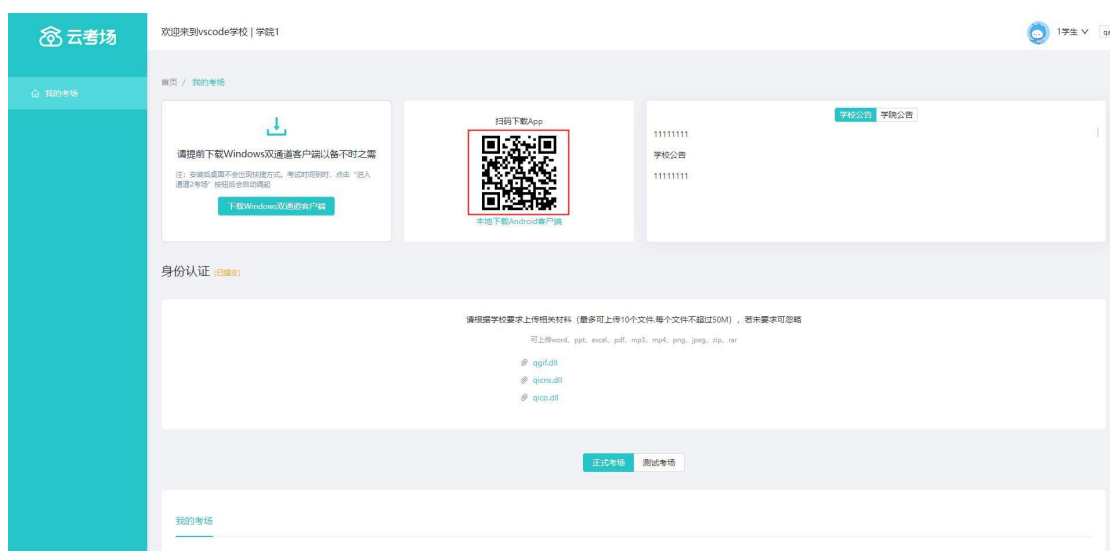 云考场
欢迎来到vscode学校 | 学院1
1学生
我的考场
首页 / 我的考场
请提前下载Windows双通道客户端以备不时之需
注:安装后桌面不会出现快捷方式,考试时间到时,点击"进入
通道2考场"按钮后会自动调起
下载Windows双通道客户端
扫码下载App
本地下载Android客户端
学校公告 学院公告
11111111
学校公告
11111111
身份认证 (已提交)
请根据学校要求上传相关材料(最多可上传10个文件,每个文件不超过50M),若未要求可忽略
可上传word、ppt、excel、pdf、mp3、mp4、png、jpeg、zip、rar
qgif.dll
qicns.dll
qico.dll
正式考场 测试考场
我的考场